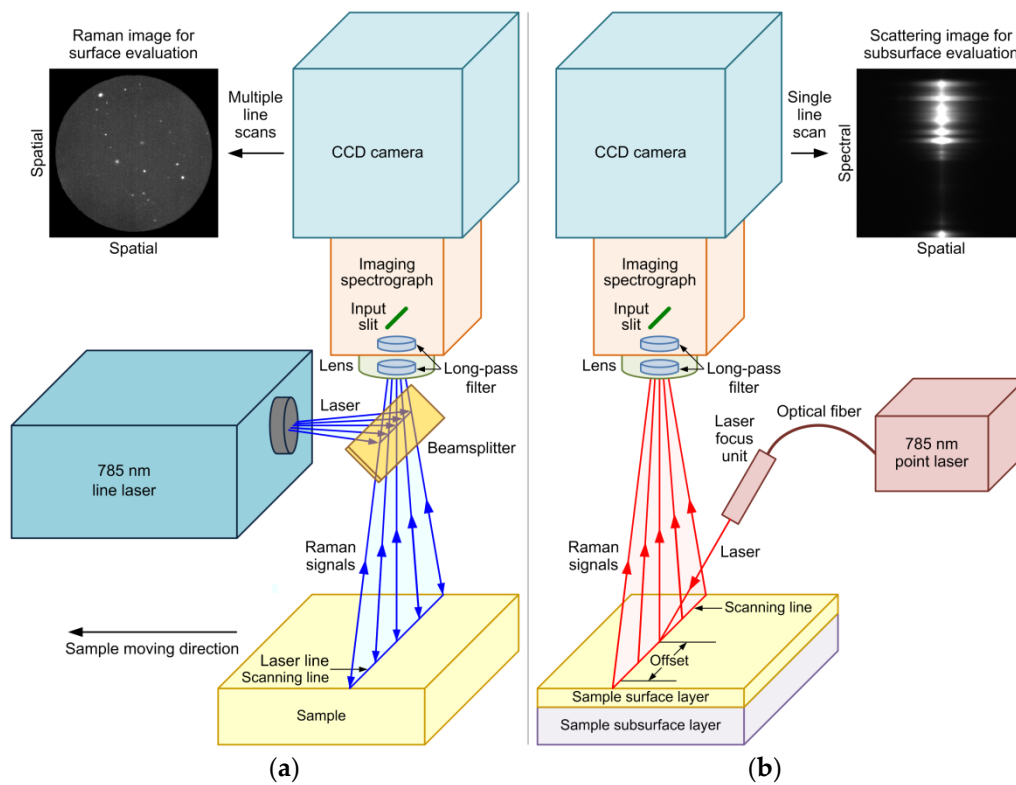 Raman image for
surface evaluation
Spatial
Spatial
Multiple
line
scans
CCD camera
Imaging
spectrograph
Input
slit
Lens
Long-pass
filter
Laser
Beamsplitter
785 nm
line laser
Raman
signals
Sample moving direction
Laser line
Scanning line
Sample
(a)
Scattering image for
subsurface evaluation
Spectral
Spatial
Single
line
scan
CCD camera
Imaging
spectrograph
Input
slit
Lens
Long-pass
filter
Optical fiber
Laser
focus
unit
785 nm
point laser
Raman
signals
Laser
Scanning line
Offset
Sample surface layer
Sample subsurface layer
(b)